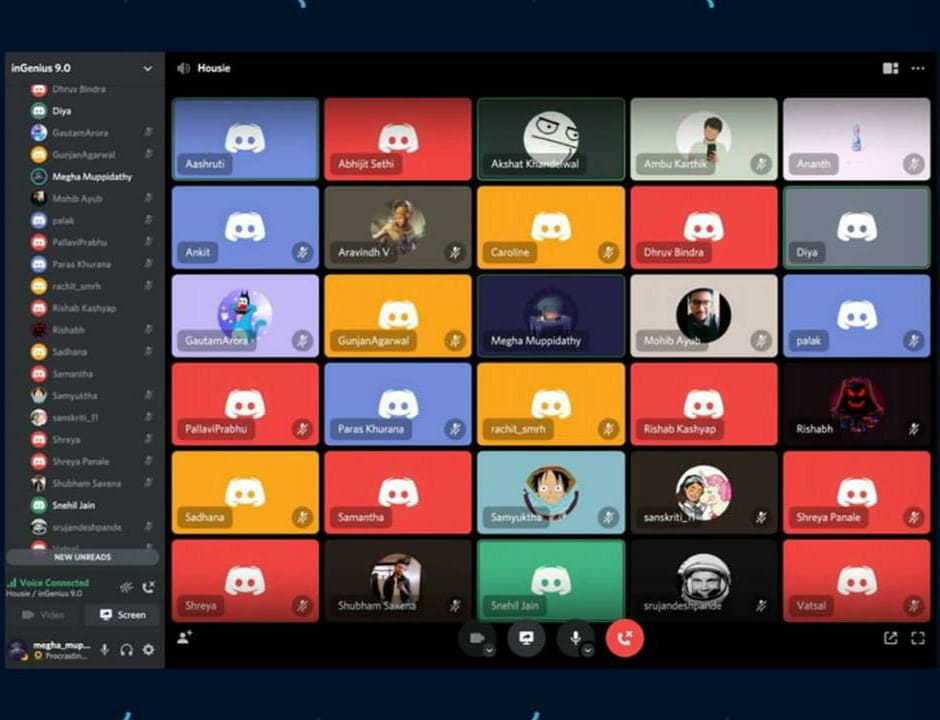 inGenius 9.0
Housie
Dhruv Bindra
Diya
GautamArora
GunjanAgarwal
Megha Muppidathy
Mohib Ayub
palak
PallaviPrabhu
Paras Khurana
rachit_smrh
Rishab Kashyap
Rishabh
Sadhana
Samantha
Samyuktha
sanskriti_11
Shreya
Shreya Panale
Shubham Saxena
Snehil Jain
srujandeshpande
Vatsal
NEW UNREADS
Voice Connected
Housie / inGenius 9.0
Video Screen
megha_mup...
Procrastin...
Aashruti Abhijit Sethi Akshat Khandelwal Ambu Karthik Ananth
Ankit Aravindh V Caroline Dhruv Bindra Diya
GautamArora GunjanAgarwal Megha Muppidathy Mohib Ayub palak
PallaviPrabhu Paras Khurana rachit_smrh Rishab Kashyap Rishabh
Sadhana Samantha Samyuktha sanskriti_11 Shreya Panale
Shreya Shubham Saxena Snehil Jain srujandeshpande Vatsal